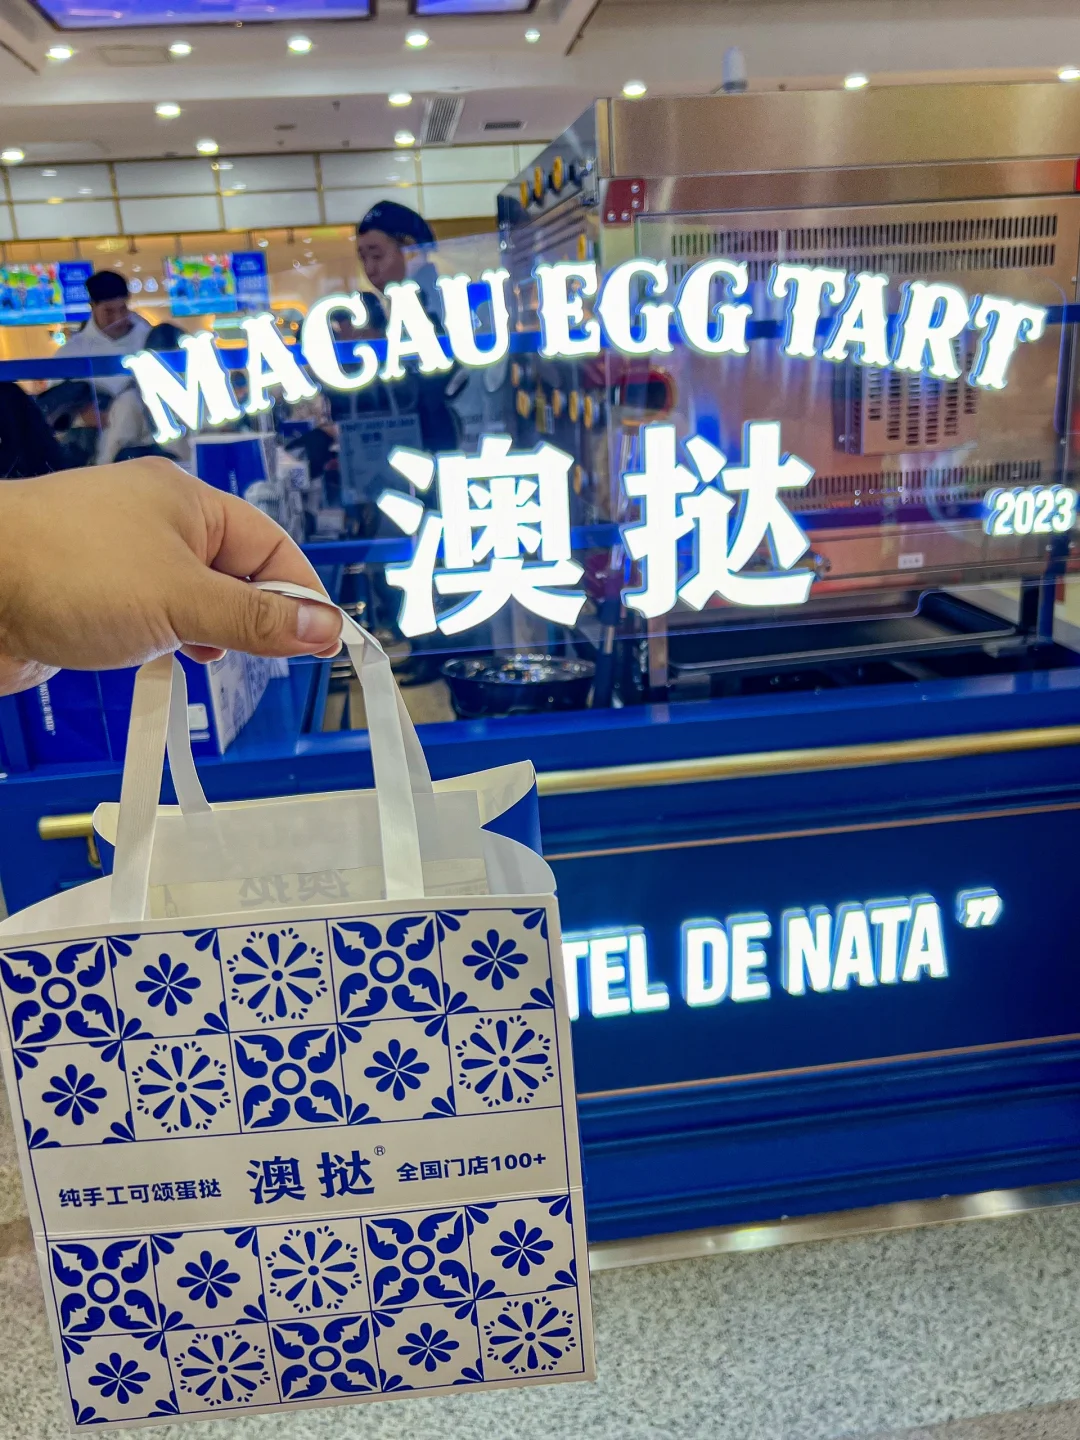 MACAU EGG TART
澳挞
2023
TEL DE NATA ”
纯手工可颂蛋挞 澳挞® 全国门店100+